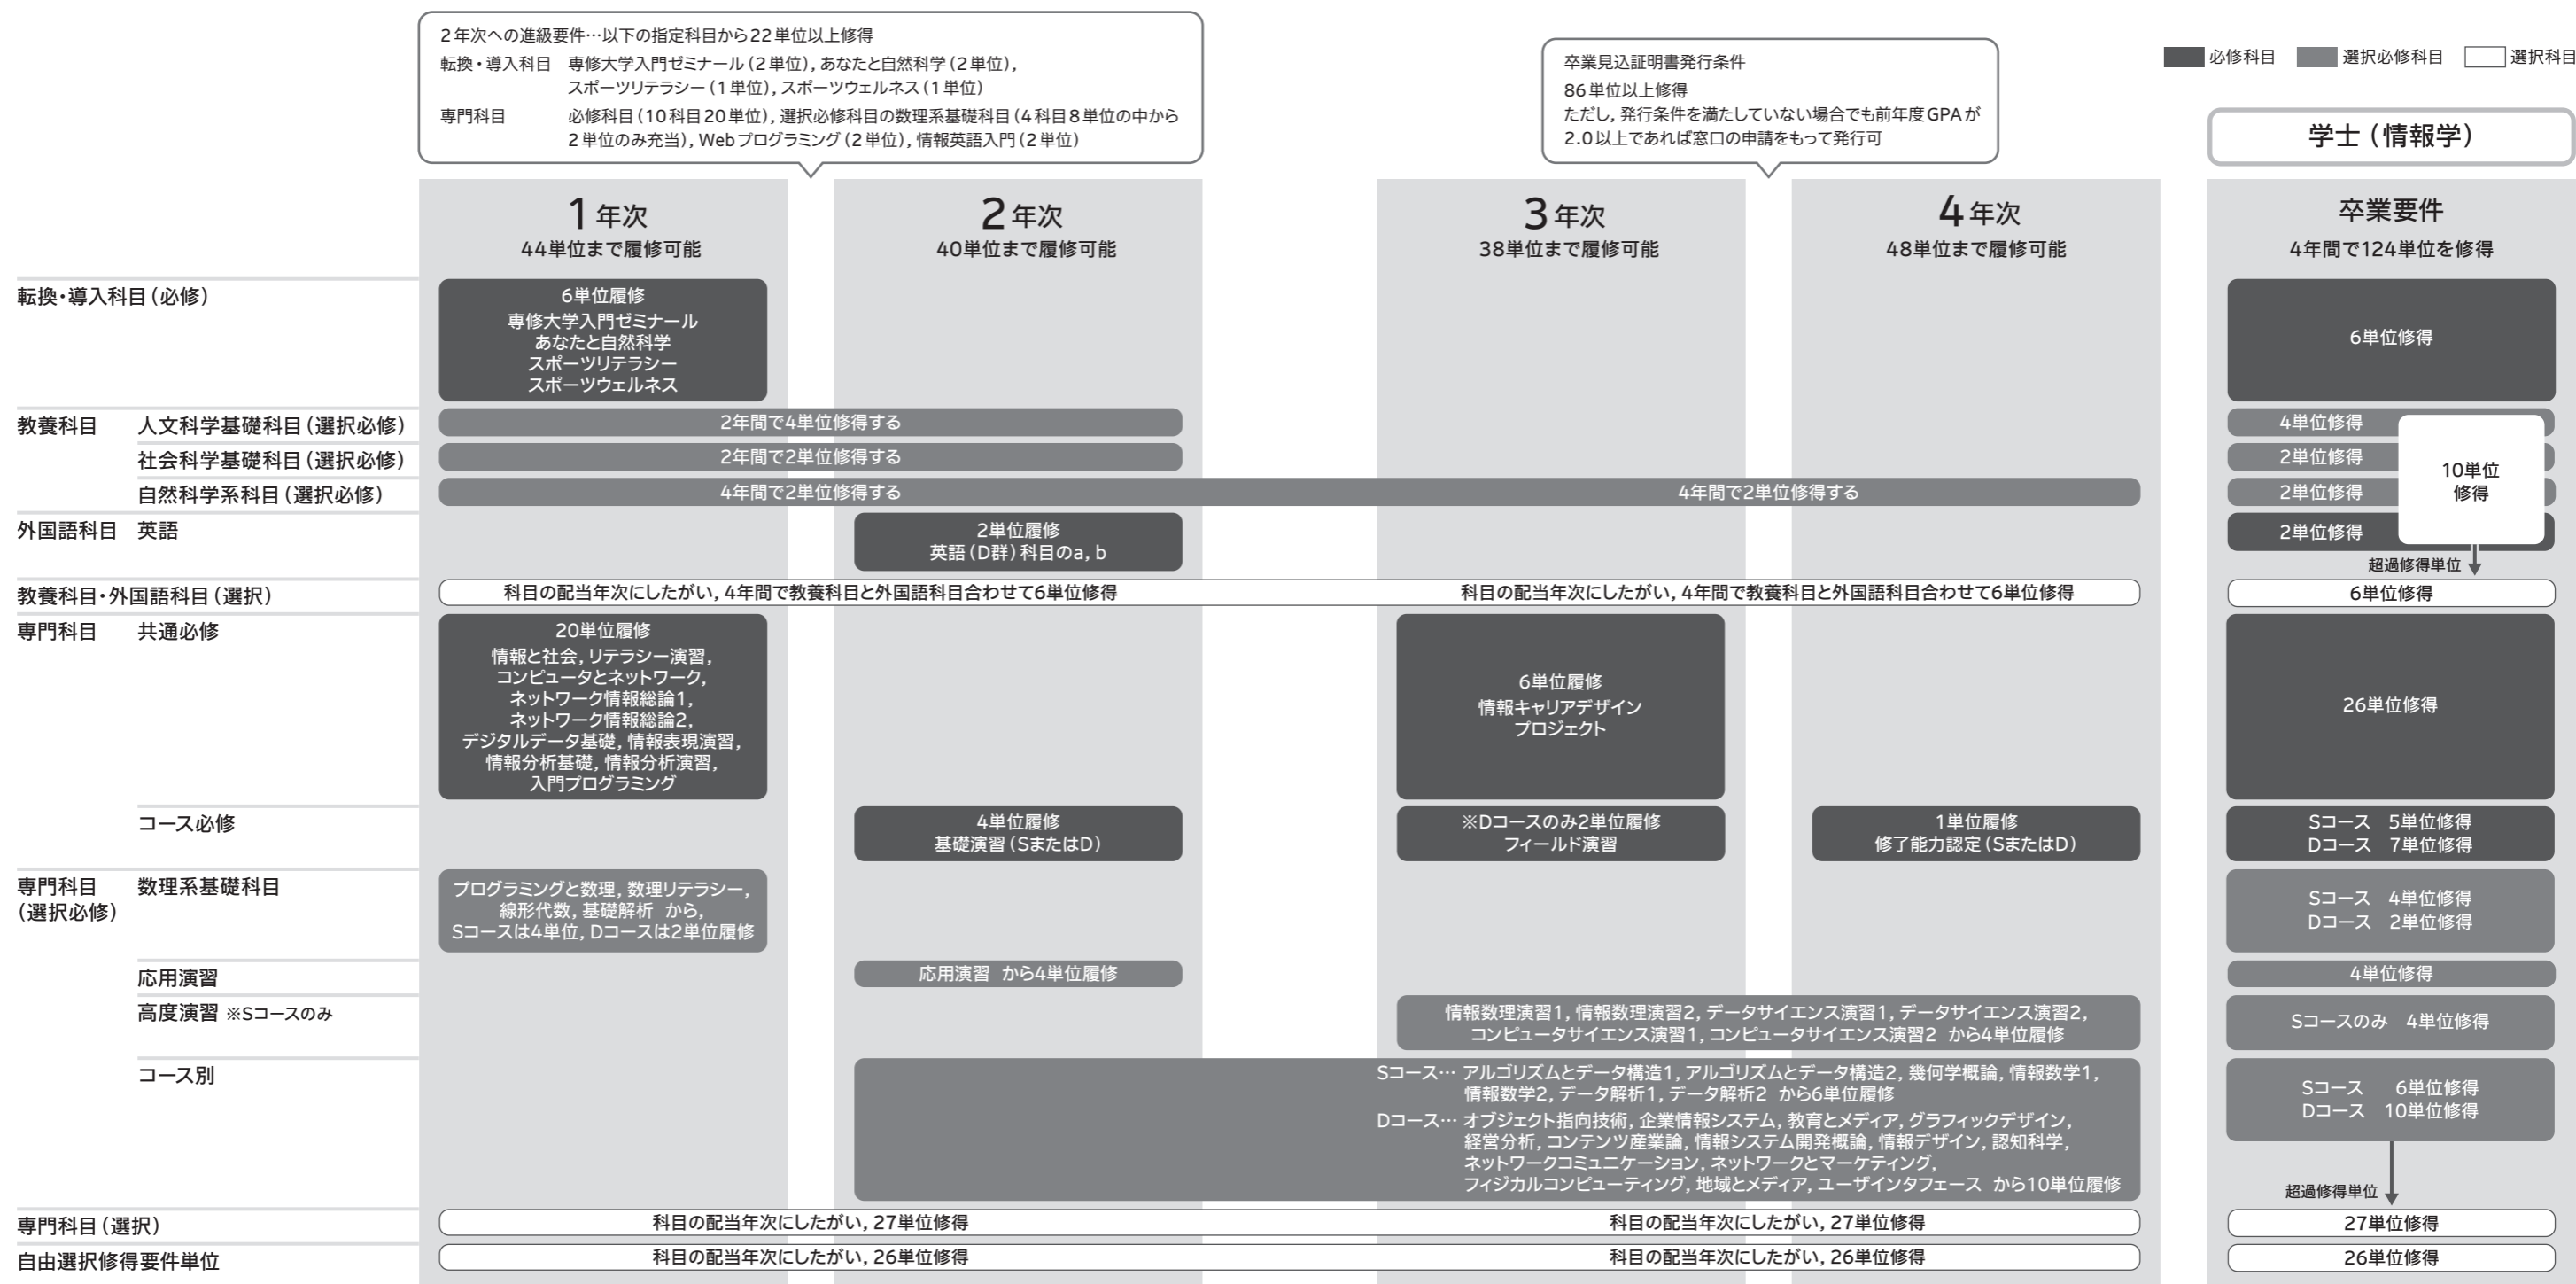 2年次への進級要件…以下の指定科目から22単位以上修得
転換・導入科目 専修大学入門ゼミナール（2単位）, あなたと自然科学（2単位）,
スポーツリテラシー（1単位）, スポーツウェルネス（1単位）
専門科目 必修科目（10科目20単位）, 選択必修科目の数理系基礎科目（4科目8単位の中から
2単位のみ充当）, Webプログラミング（2単位）, 情報英語入門（2単位）
卒業見込証明書発行条件
86単位以上修得
ただし, 発行条件を満たしていない場合でも前年度GPAが
2.0以上であれば窓口の申請をもって発行可
必修科目 選択必修科目 選択科目
学士（情報学）
1年次
44単位まで履修可能
2年次
40単位まで履修可能
3年次
38単位まで履修可能
4年次
48単位まで履修可能
卒業要件
4年間で124単位を修得
転換・導入科目（必修）
6単位履修
専修大学入門ゼミナール
あなたと自然科学
スポーツリテラシー
スポーツウェルネス
6単位修得
教養科目 人文科学基礎科目（選択必修）
2年間で4単位修得する
4単位修得
社会科学基礎科目（選択必修）
2年間で2単位修得する
2単位修得
10単位
修得
自然科学系科目（選択必修）
4年間で2単位修得する
4年間で2単位修得する
2単位修得
外国語科目 英語
2単位履修
英語（D群）科目のa, b
2単位修得
超過修得単位
教養科目・外国語科目（選択）
科目の配当年次にしたがい, 4年間で教養科目と外国語科目合わせて6単位修得
科目の配当年次にしたがい, 4年間で教養科目と外国語科目合わせて6単位修得
6単位修得
専門科目 共通必修
20単位履修
情報と社会, リテラシー演習,
コンピュータとネットワーク,
ネットワーク情報総論1,
ネットワーク情報総論2,
デジタルデータ基礎, 情報表現演習,
情報分析基礎, 情報分析演習,
入門プログラミング
6単位履修
情報キャリアデザイン
プロジェクト
26単位修得
コース必修
4単位履修
基礎演習（SまたはD）
※Dコースのみ2単位履修
フィールド演習
1単位履修
修了能力認定（SまたはD）
Sコース 5単位修得
Dコース 7単位修得
専門科目
（選択必修）
数理系基礎科目
プログラミングと数理, 数理リテラシー,
線形代数, 基礎解析 から,
Sコースは4単位, Dコースは2単位履修
Sコース 4単位修得
Dコース 2単位修得
応用演習
応用演習 から4単位履修
4単位修得
高度演習 ※Sコースのみ
情報数理演習1, 情報数理演習2, データサイエンス演習1, データサイエンス演習2,
コンピュータサイエンス演習1, コンピュータサイエンス演習2 から4単位履修
Sコースのみ 4単位修得
コース別
Sコース… アルゴリズムとデータ構造1, アルゴリズムとデータ構造2, 幾何学概論, 情報数学1,
情報数学2, データ解析1, データ解析2 から6単位履修
Dコース… オブジェクト指向技術, 企業情報システム, 教育とメディア, グラフィックデザイン,
経営分析, コンテンツ産業論, 情報システム開発概論, 情報デザイン, 認知科学,
ネットワークコミュニケーション, ネットワークとマーケティング,
フィジカルコンピューティング, 地域とメディア, ユーザインタフェース から10単位履修
Sコース 6単位修得
Dコース 10単位修得
超過修得単位
専門科目（選択）
科目の配当年次にしたがい, 27単位修得
科目の配当年次にしたがい, 27単位修得
27単位修得
自由選択修得要件単位
科目の配当年次にしたがい, 26単位修得
科目の配当年次にしたがい, 26単位修得
26単位修得